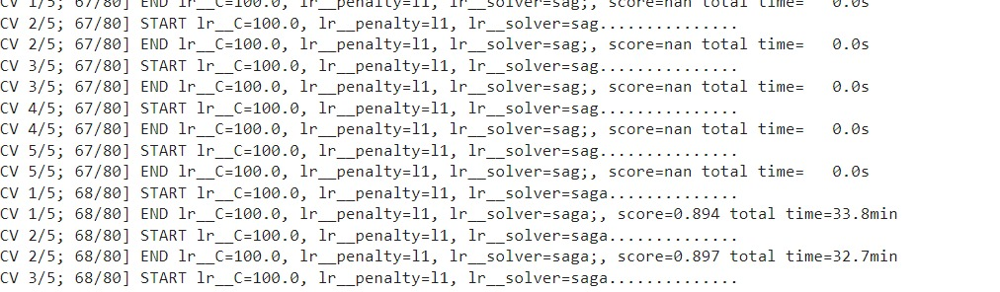 CV 1/5; 67/80] END lr__C=100.0, lr__penalty=l1, lr__solver=sag;, score=nan total time=   0.0s
CV 2/5; 67/80] START lr__C=100.0, lr__penalty=l1, lr__solver=sag...............
CV 2/5; 67/80] END lr__C=100.0, lr__penalty=l1, lr__solver=sag;, score=nan total time=   0.0s
CV 3/5; 67/80] START lr__C=100.0, lr__penalty=l1, lr__solver=sag...............
CV 3/5; 67/80] END lr__C=100.0, lr__penalty=l1, lr__solver=sag;, score=nan total time=   0.0s
CV 4/5; 67/80] START lr__C=100.0, lr__penalty=l1, lr__solver=sag...............
CV 4/5; 67/80] END lr__C=100.0, lr__penalty=l1, lr__solver=sag;, score=nan total time=   0.0s
CV 5/5; 67/80] START lr__C=100.0, lr__penalty=l1, lr__solver=sag...............
CV 5/5; 67/80] END lr__C=100.0, lr__penalty=l1, lr__solver=sag;, score=nan total time=   0.0s
CV 1/5; 68/80] START lr__C=100.0, lr__penalty=l1, lr__solver=saga..............
CV 1/5; 68/80] END lr__C=100.0, lr__penalty=l1, lr__solver=saga;, score=0.894 total time=33.8min
CV 2/5; 68/80] START lr__C=100.0, lr__penalty=l1, lr__solver=saga..............
CV 2/5; 68/80] END lr__C=100.0, lr__penalty=l1, lr__solver=saga;, score=0.897 total time=32.7min
CV 3/5; 68/80] START lr__C=100.0, lr__penalty=l1, lr__solver=saga..............